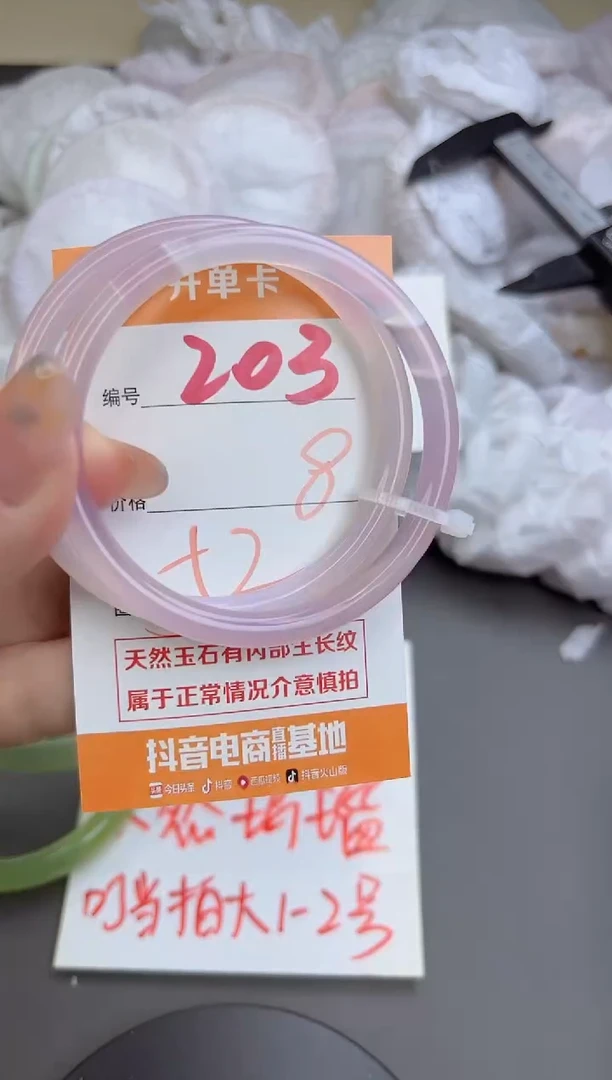 开单卡
编号 203
价格 8
+2
天然玉石有内部生长纹
属于正常情况介意慎拍
抖音电商直播基地
今日头条 抖音 西瓜视频 抖音火山版
叮当拍大1-2号